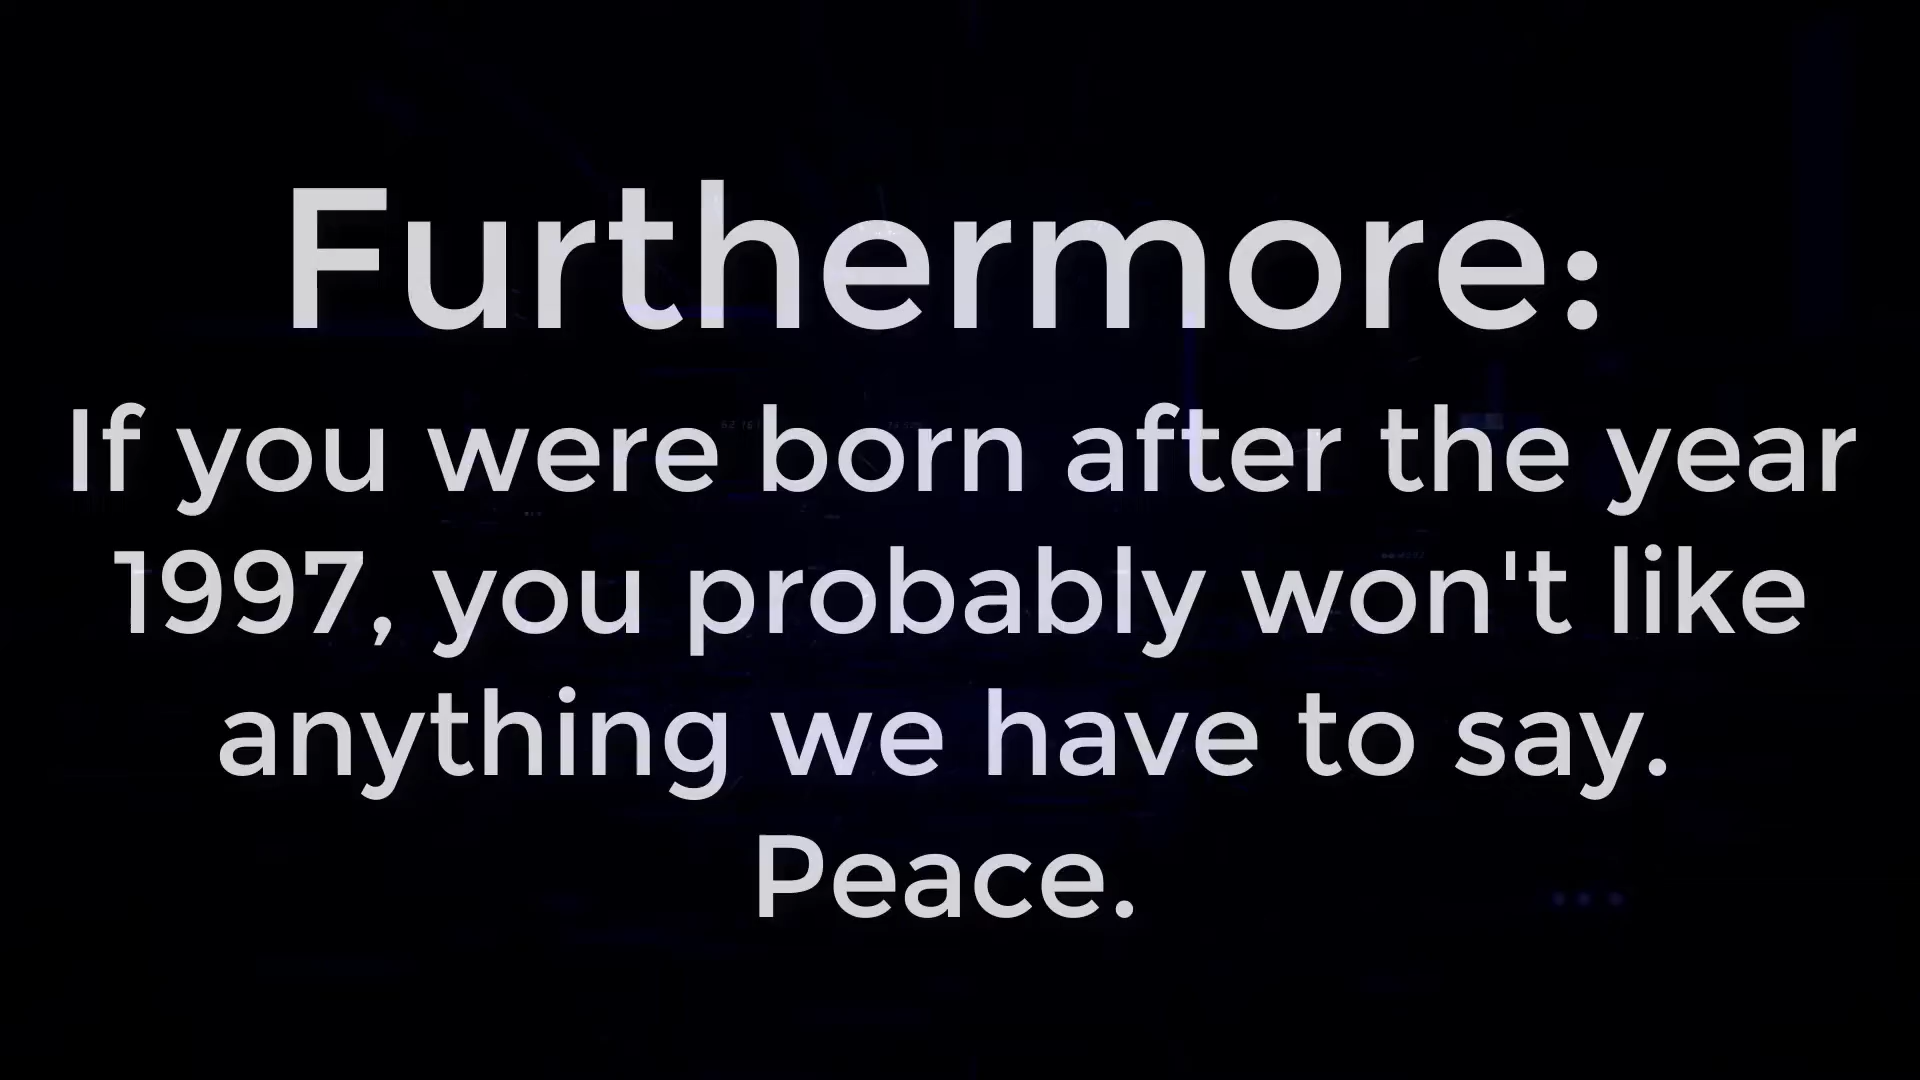 Furthermore:
If you were born after the year
1997, you probably won't like
anything we have to say.
Peace.